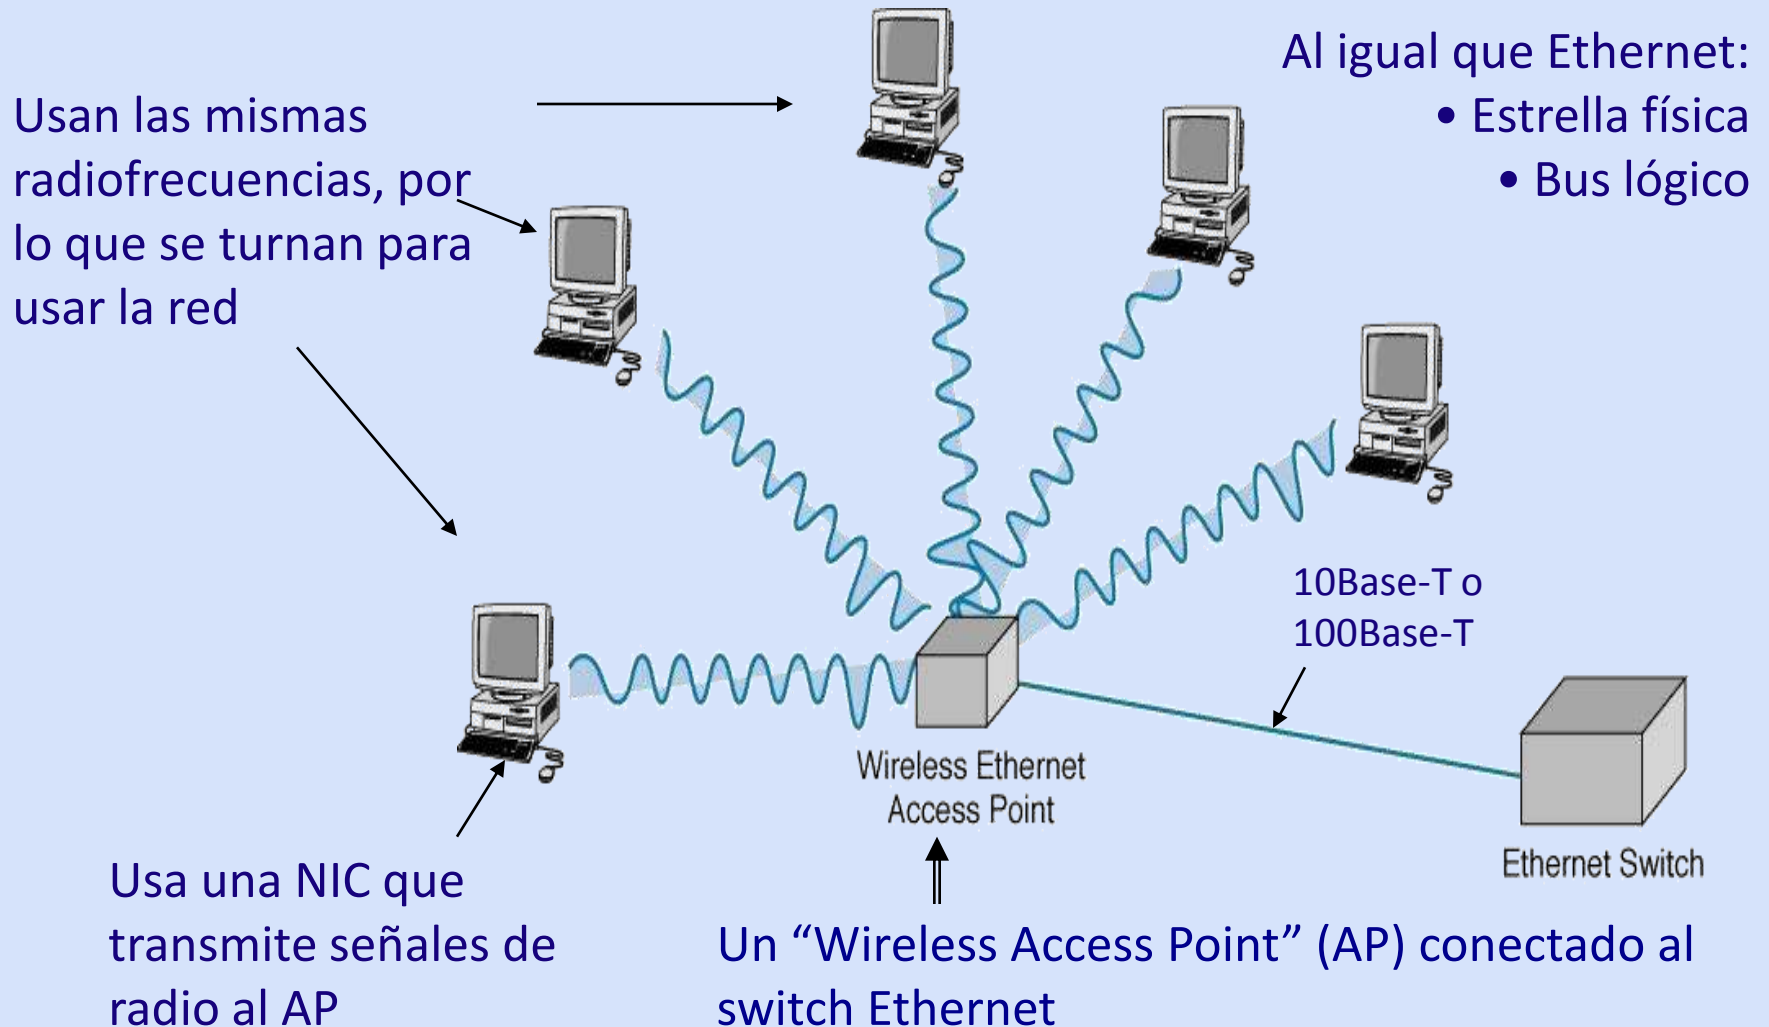 Usan las mismas
radiofrecuencias, por
lo que se turnan para
usar la red
Al igual que Ethernet:
• Estrella física
• Bus lógico
10Base-T o
100Base-T
Wireless Ethernet
Access Point
Ethernet Switch
Usa una NIC que
transmite señales de
radio al AP
Un “Wireless Access Point” (AP) conectado al
switch Ethernet